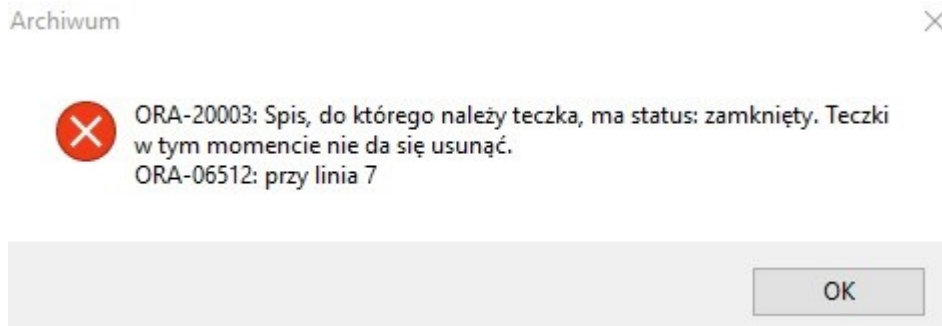 Archiwum
ORA-20003: Spis, do którego należy teczka, ma status: zamknięty. Teczki
w tym momencie nie da się usunąć.
ORA-06512: przy linia 7
OK